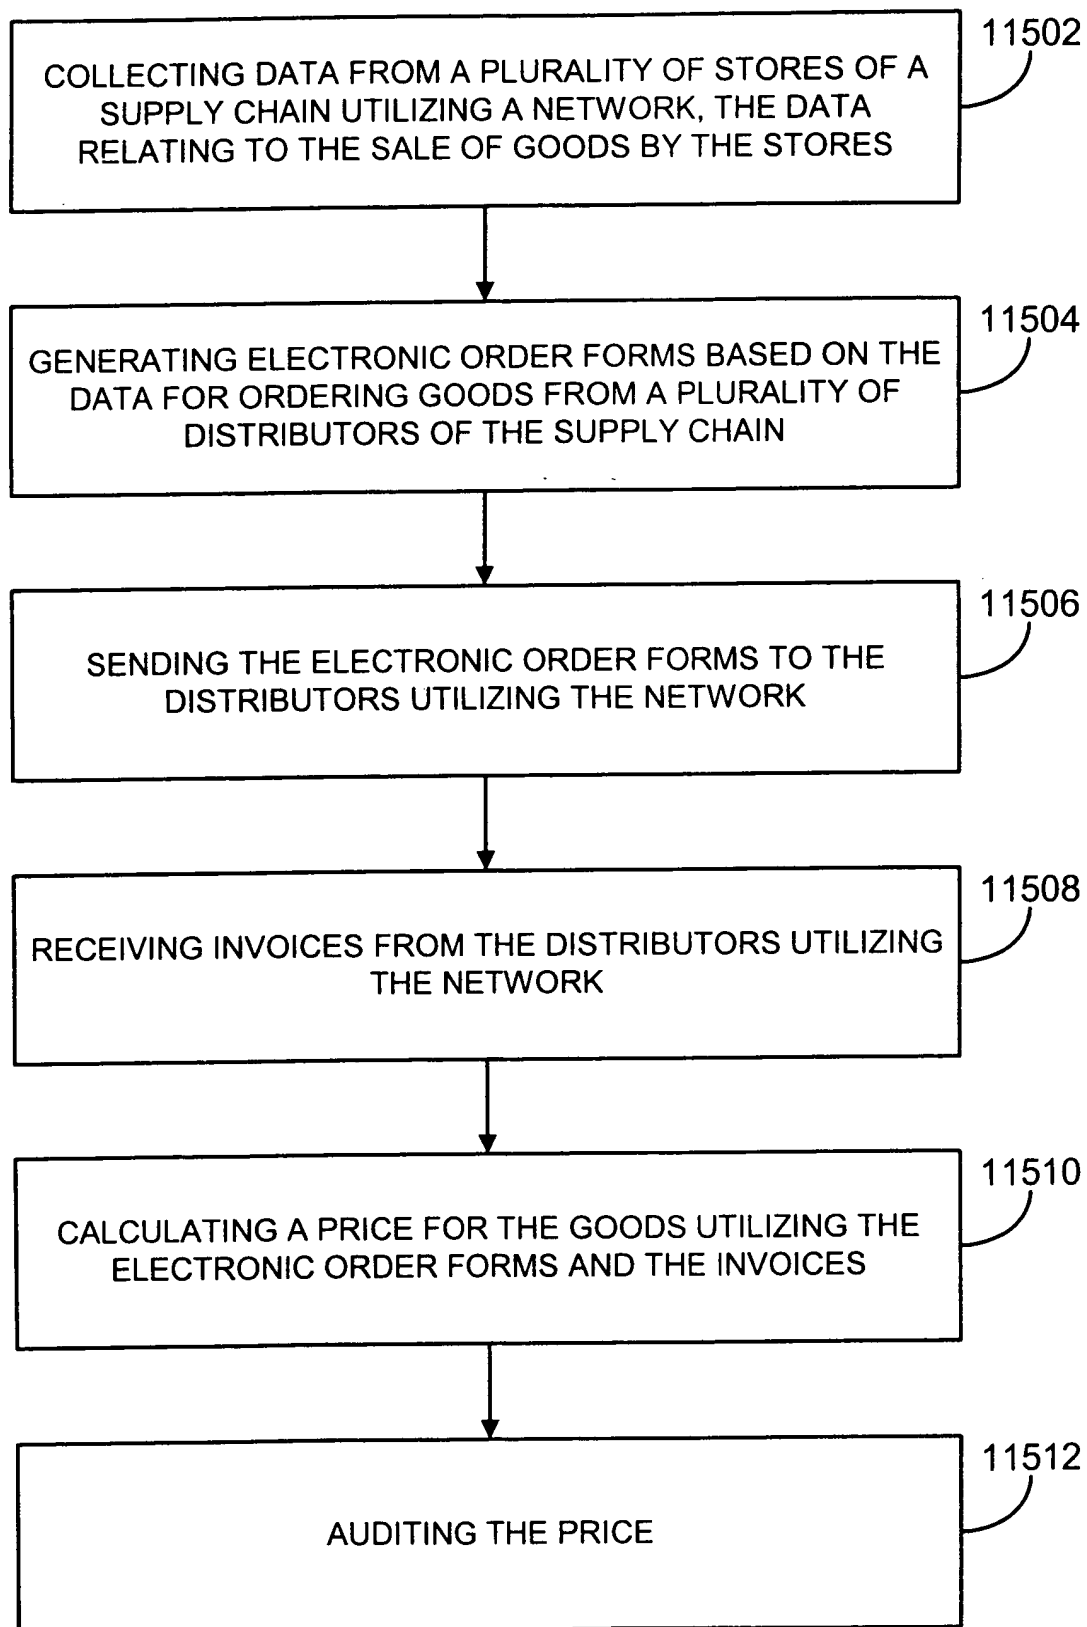 11502
COLLECTING DATA FROM A PLURALITY OF STORES OF A
SUPPLY CHAIN UTILIZING A NETWORK, THE DATA
RELATING TO THE SALE OF GOODS BY THE STORES
11504
GENERATING ELECTRONIC ORDER FORMS BASED ON THE
DATA FOR ORDERING GOODS FROM A PLURALITY OF
DISTRIBUTORS OF THE SUPPLY CHAIN
11506
SENDING THE ELECTRONIC ORDER FORMS TO THE
DISTRIBUTORS UTILIZING THE NETWORK
11508
RECEIVING INVOICES FROM THE DISTRIBUTORS UTILIZING
THE NETWORK
11510
CALCULATING A PRICE FOR THE GOODS UTILIZING THE
ELECTRONIC ORDER FORMS AND THE INVOICES
11512
AUDITING THE PRICE